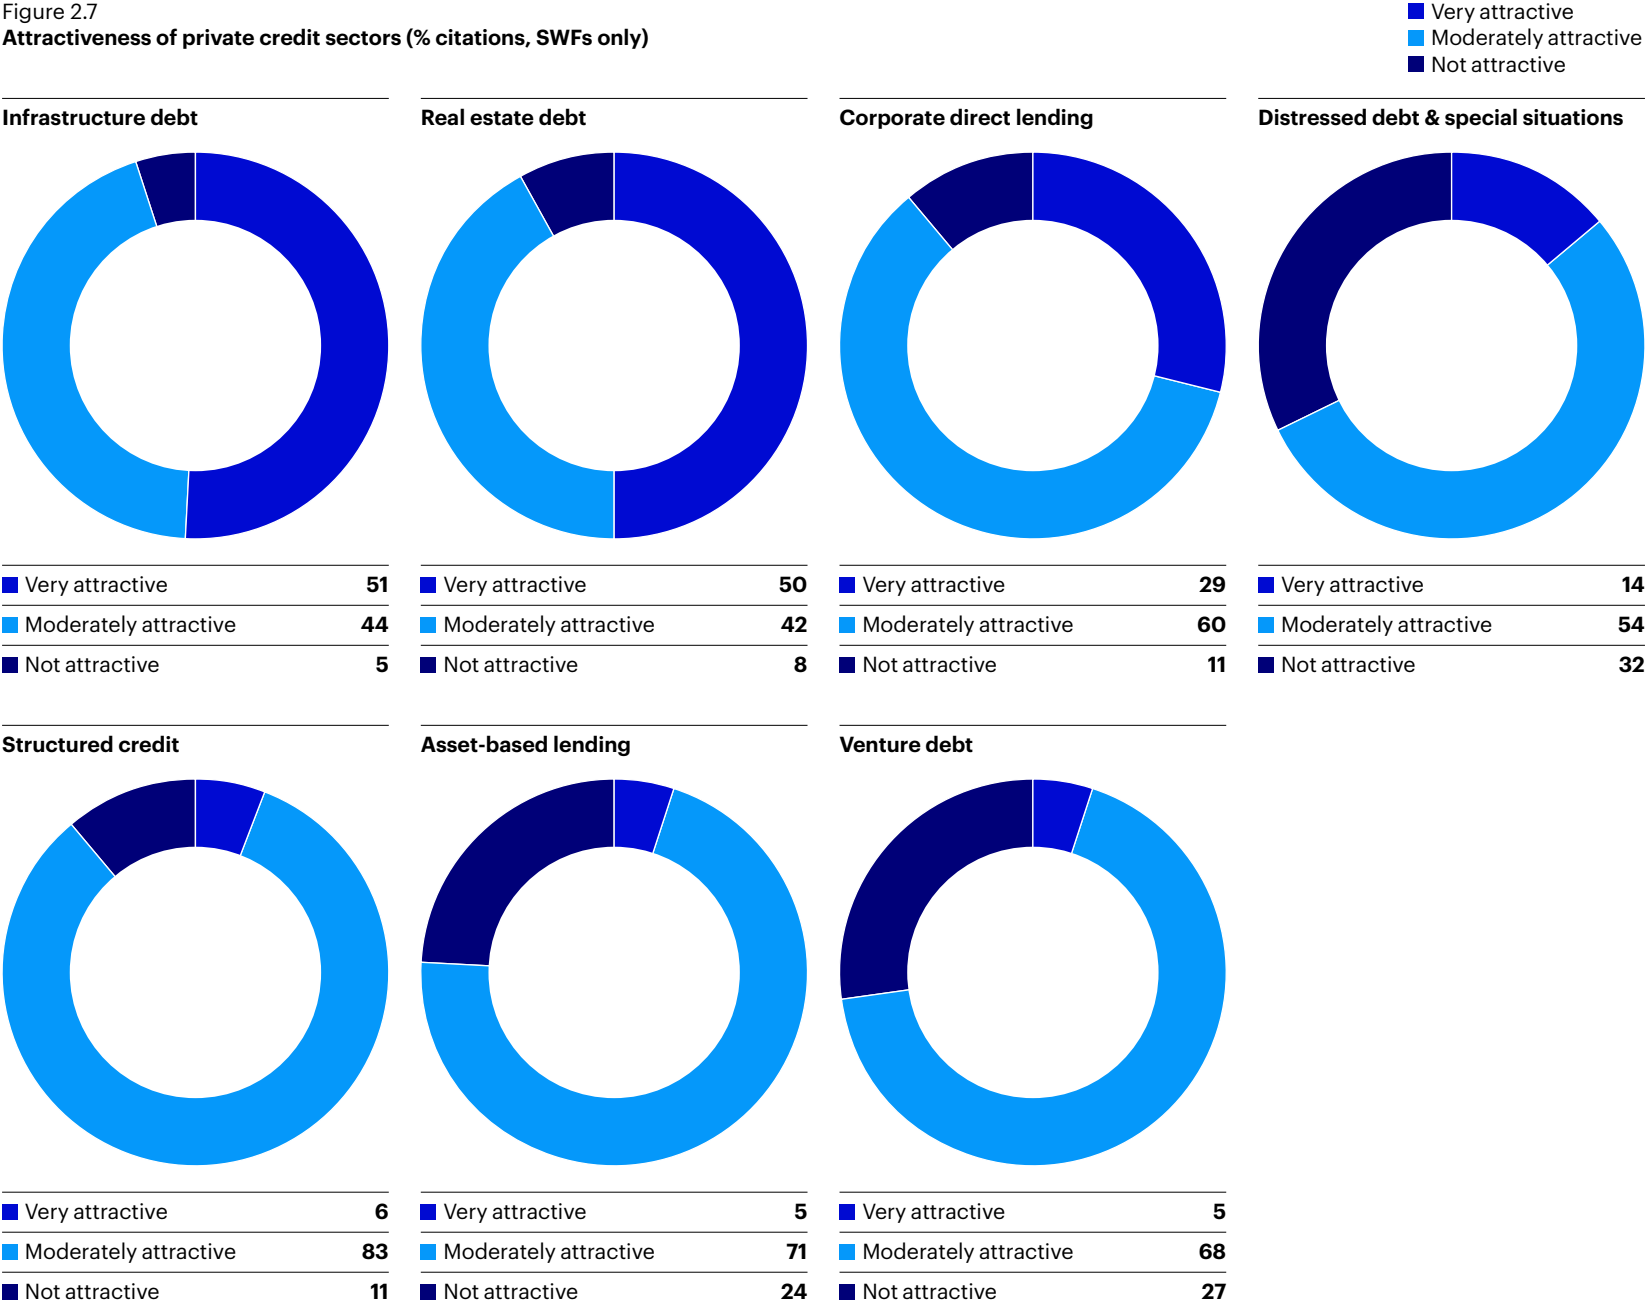 Figure 2.7
Attractiveness of private credit sectors (% citations, SWFs only)
Very attractive
Moderately attractive
Not attractive
Infrastructure debt
Very attractive 51
Moderately attractive 44
Not attractive 5
Real estate debt
Very attractive 50
Moderately attractive 42
Not attractive 8
Corporate direct lending
Very attractive 29
Moderately attractive 60
Not attractive 11
Distressed debt & special situations
Very attractive 14
Moderately attractive 54
Not attractive 32
Structured credit
Very attractive 6
Moderately attractive 83
Not attractive 11
Asset-based lending
Very attractive 5
Moderately attractive 71
Not attractive 24
Venture debt
Very attractive 5
Moderately attractive 68
Not attractive 27